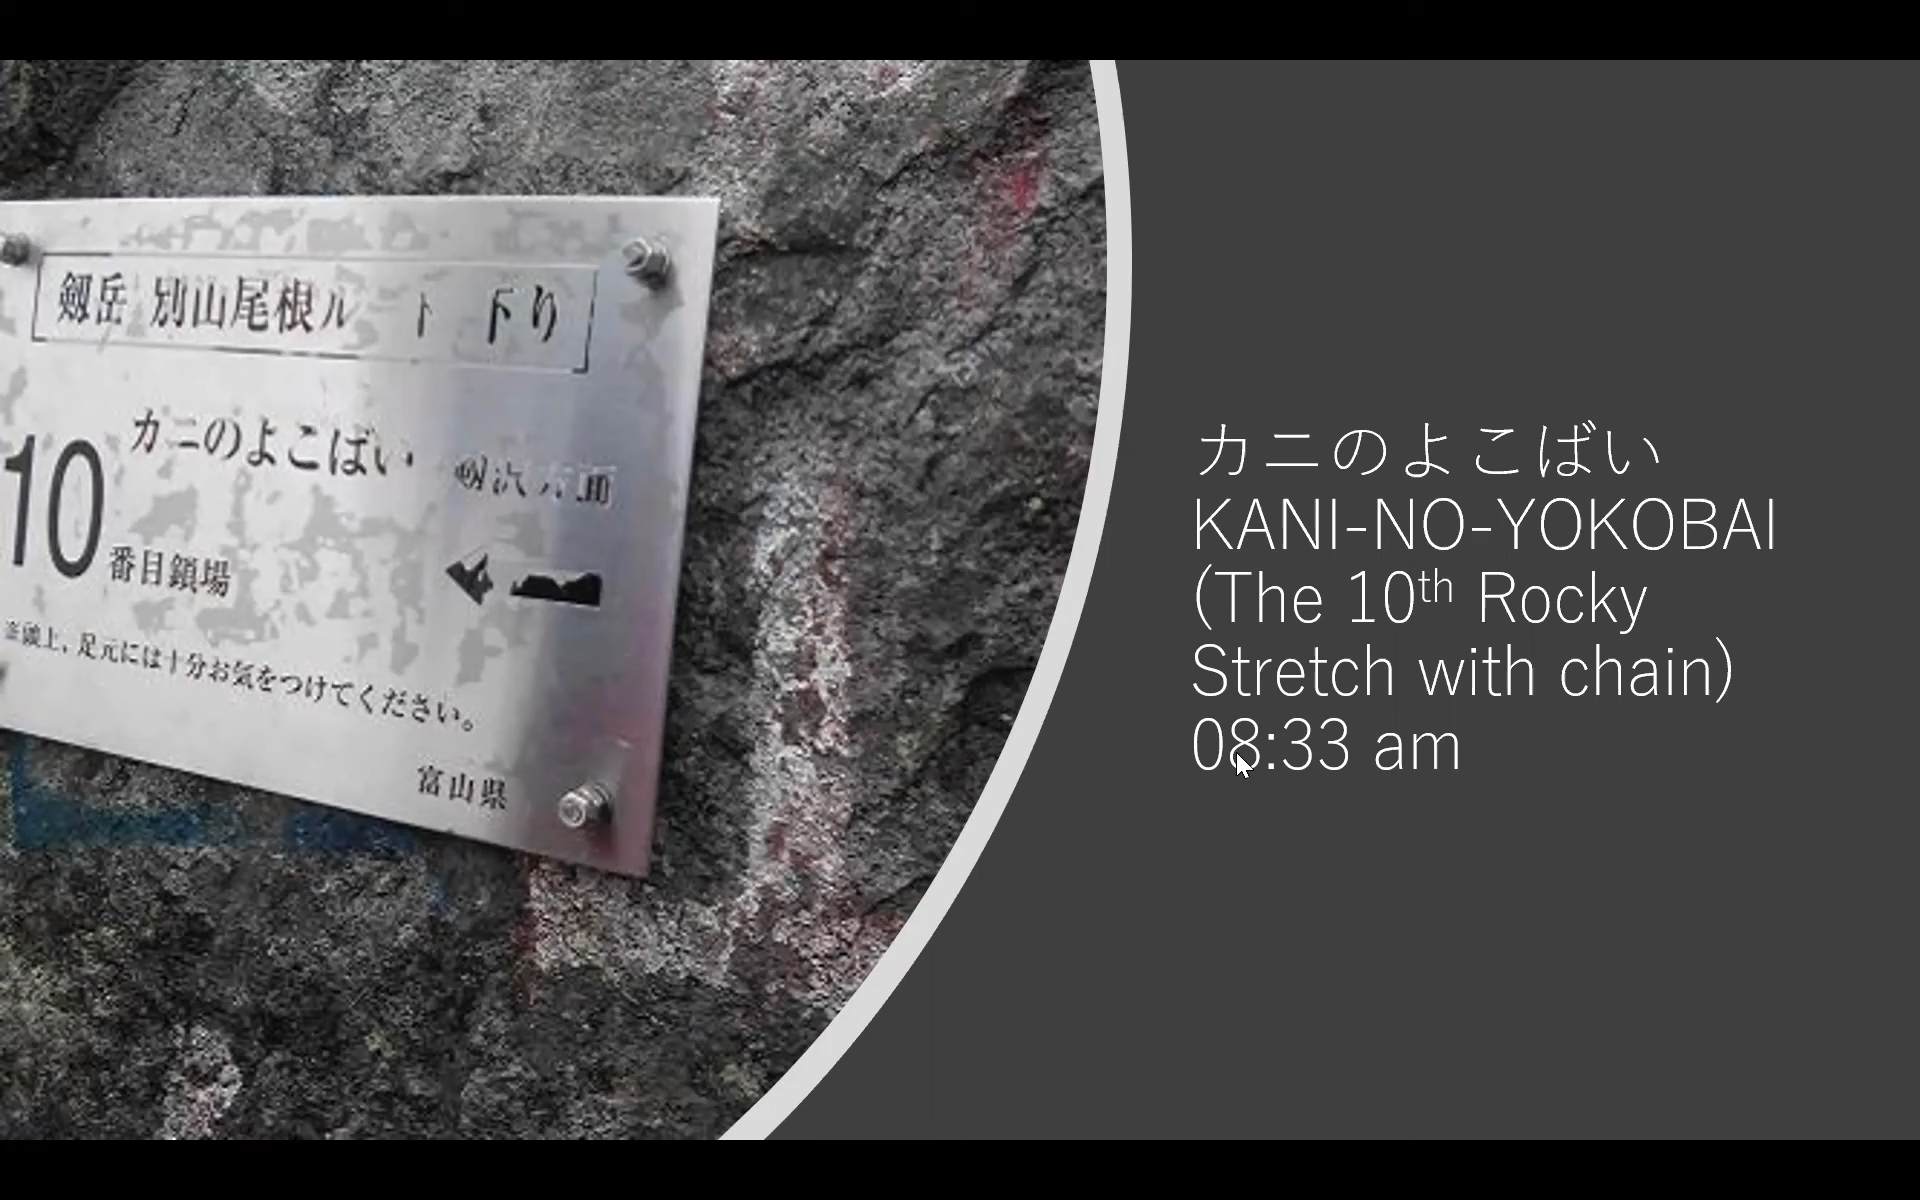 剱岳 別山尾根ルート 下り
カニのよこばい
10
番目鎖場
※頭上、足元には十分お気をつけてください。
富山県
カニのよこばい
KANI-NO-YOKOBAI
(The 10th Rocky
Stretch with chain)
08:33 am